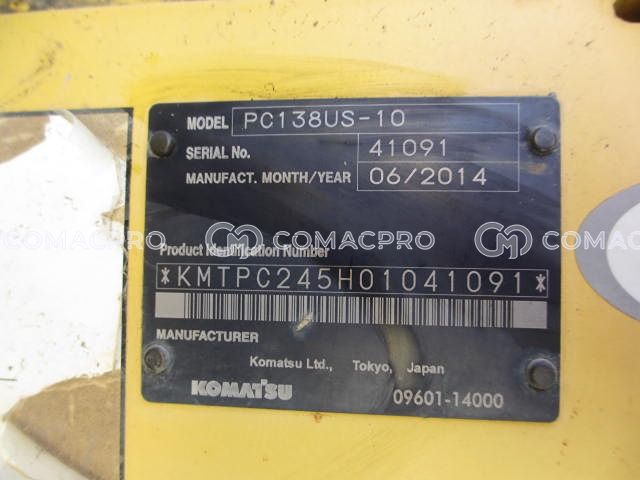 MODEL PC138US-10
SERIAL No. 41091
MANUFACT. MONTH/YEAR 06/2014
COMACPRO COMACPRO COMACPRO
Product Identification Number
*KMTPC245H01041091*
MANUFACTURER
Komatsu Ltd., Tokyo, Japan
KOMATSU 09601-14000